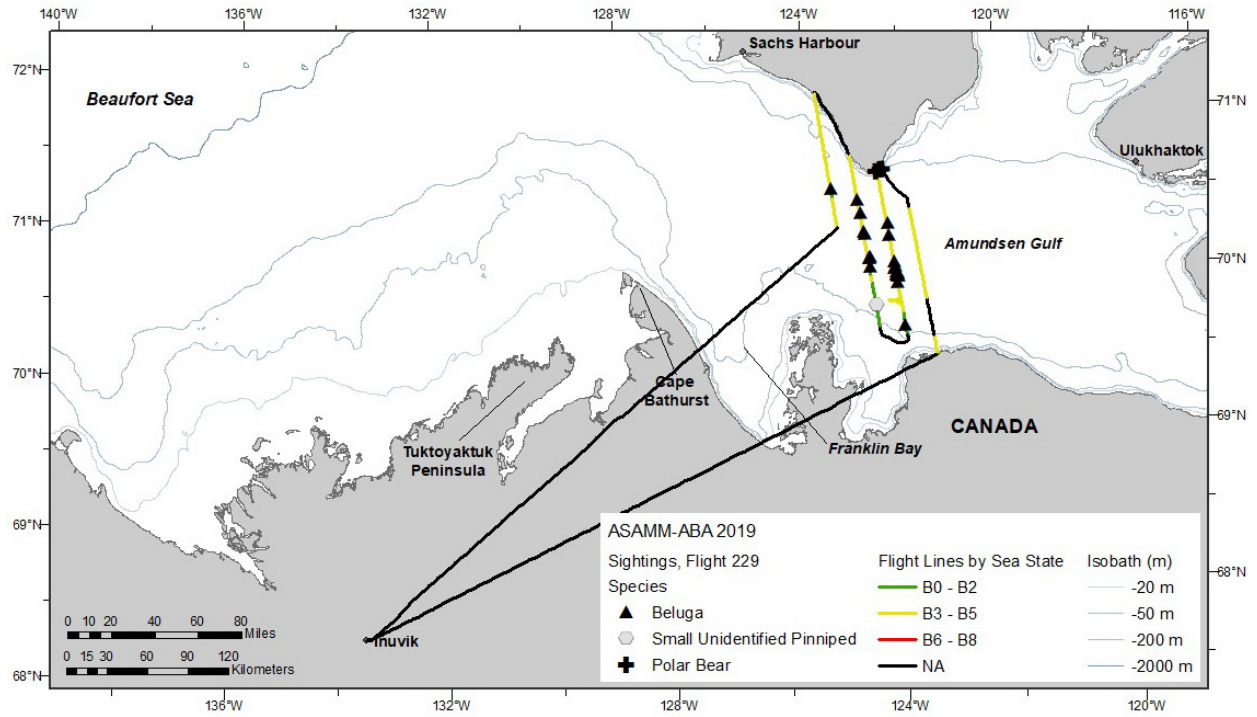 140°W 136°W 132°W 128°W 124°W 120°W 116°W
Sachs Harbour
72°N
Beaufort Sea
71°N
Ulukhaktok
71°N
Amundsen Gulf
70°N
70°N
Cape
Bathurst
CANADA
69°N
Tuktoyaktuk
Peninsula
Franklin Bay
69°N
ASAMM-ABA 2019
Sightings, Flight 229
Species
Beluga
Small Unidentified Pinniped
Polar Bear
Flight Lines by Sea State
B0 - B2
B3 - B5
B6 - B8
NA
Isobath (m)
-20 m
-50 m
-200 m
-2000 m
68°N
0 10 20 40 60 80
Miles
Inuvik
0 15 30 60 90 120
Kilometers
68°N
136°W 132°W 128°W 124°W 120°W